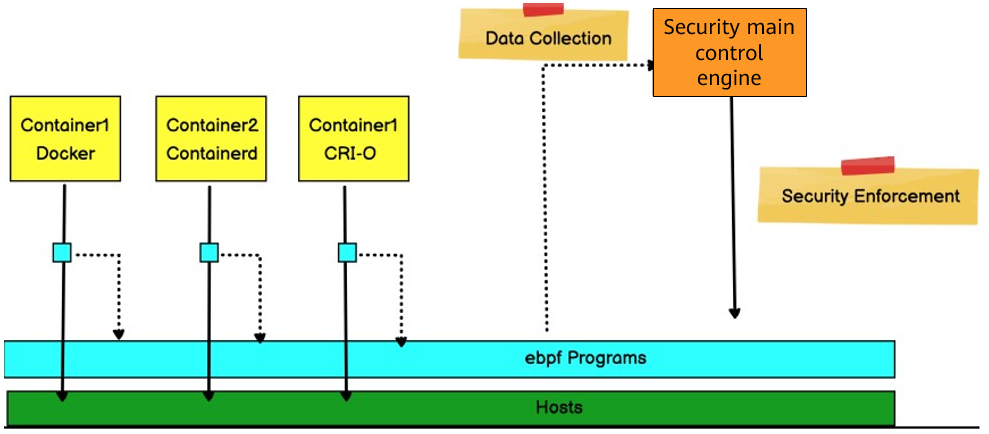 Data Collection
Security main
control
engine
Container1
Docker
Container2
Containerd
Container1
CRI-O
Security Enforcement
ebpf Programs
Hosts